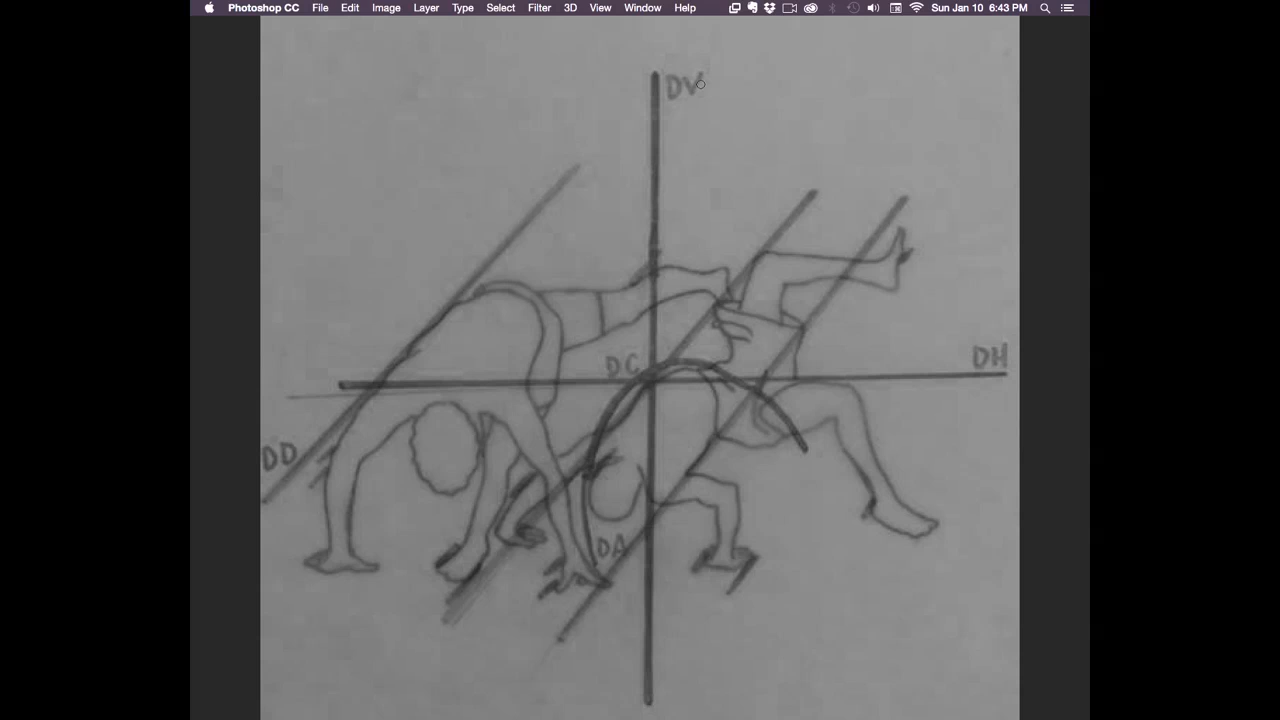 Photoshop CC File Edit Image Layer Type Select Filter 3D View Window Help Sun Jan 10 6:43 PM
DV
DC
DH
DD
DA